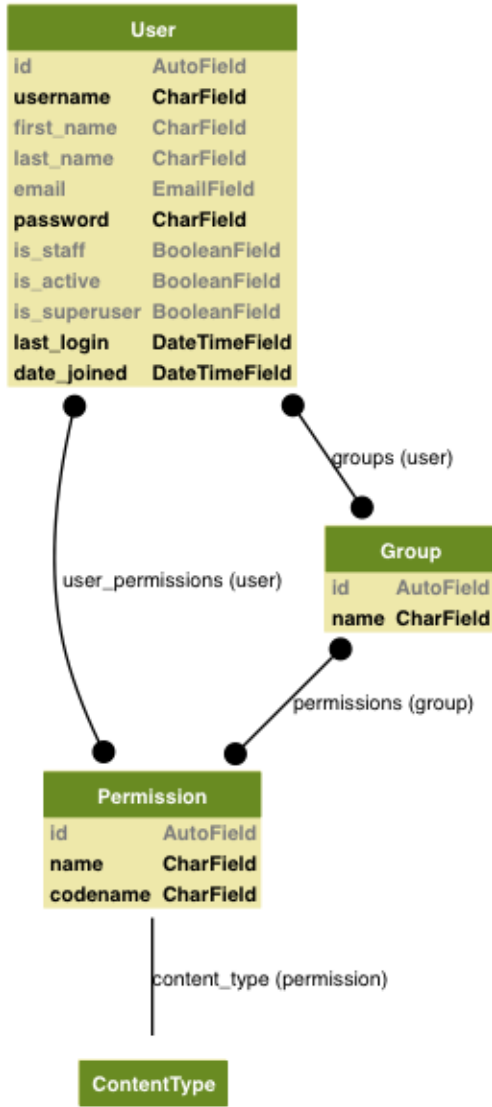 User
id AutoField
username CharField
first_name CharField
last_name CharField
email EmailField
password CharField
is_staff BooleanField
is_active BooleanField
is_superuser BooleanField
last_login DateTimeField
date_joined DateTimeField
groups (user)
Group
id AutoField
name CharField
user_permissions (user)
permissions (group)
Permission
id AutoField
name CharField
codename CharField
content_type (permission)
ContentType